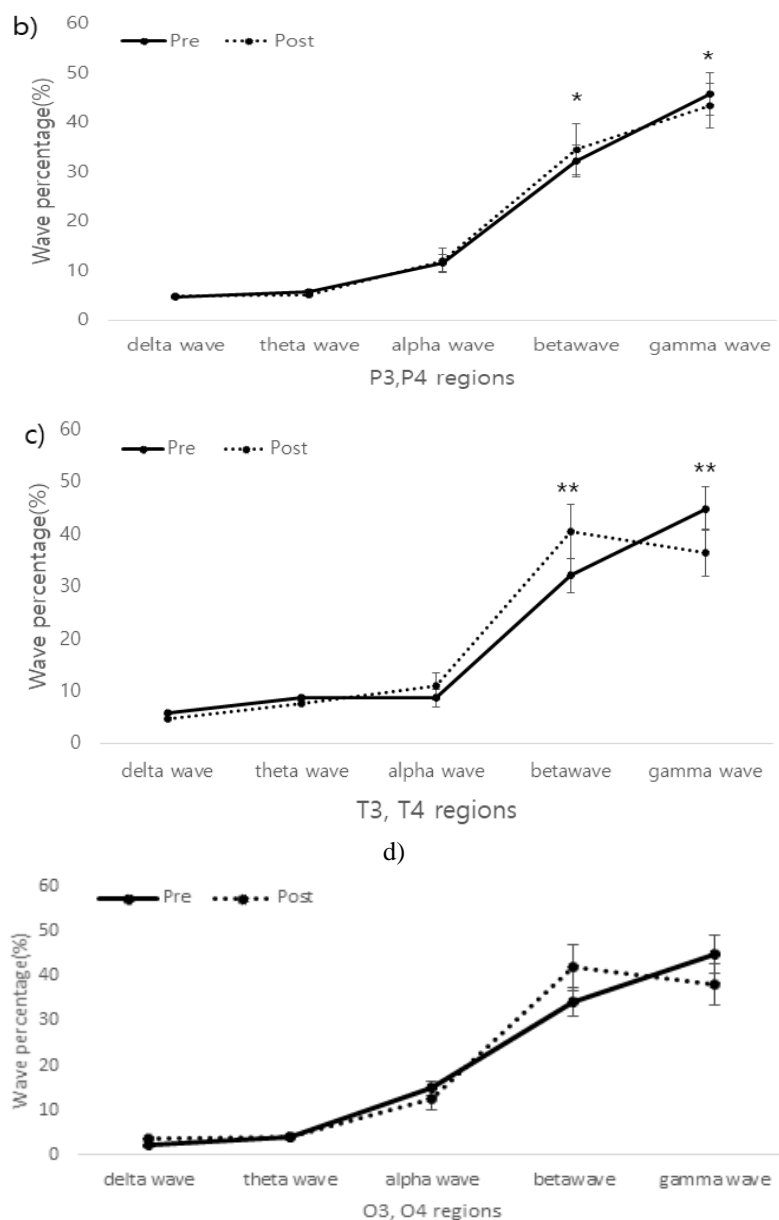 b)
Pre Post
Wave percentage(%)
60
50
40
30
20
10
0
* *
delta wave theta wave alpha wave betawave gamma wave
P3,P4 regions
c)
Pre Post
Wave percentage(%)
60
50
40
30
20
10
0
** **
delta wave theta wave alpha wave betawave gamma wave
T3, T4 regions
d)
Pre Post
Wave percentage(%)
60
50
40
30
20
10
0
delta wave theta wave alpha wave betawave gamma wave
O3, O4 regions